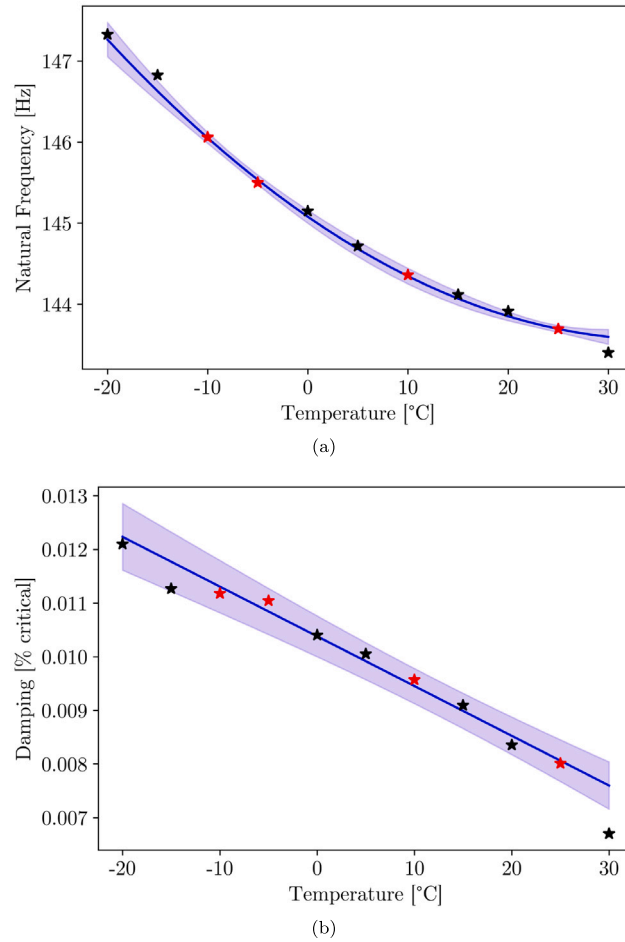 147
146
145
144
Natural Frequency [Hz]
-20 -10 0 10 20 30
Temperature [°C]
(a)
0.013
0.012
0.011
0.010
0.009
0.008
0.007
Damping [% critical]
-20 -10 0 10 20 30
Temperature [°C]
(b)